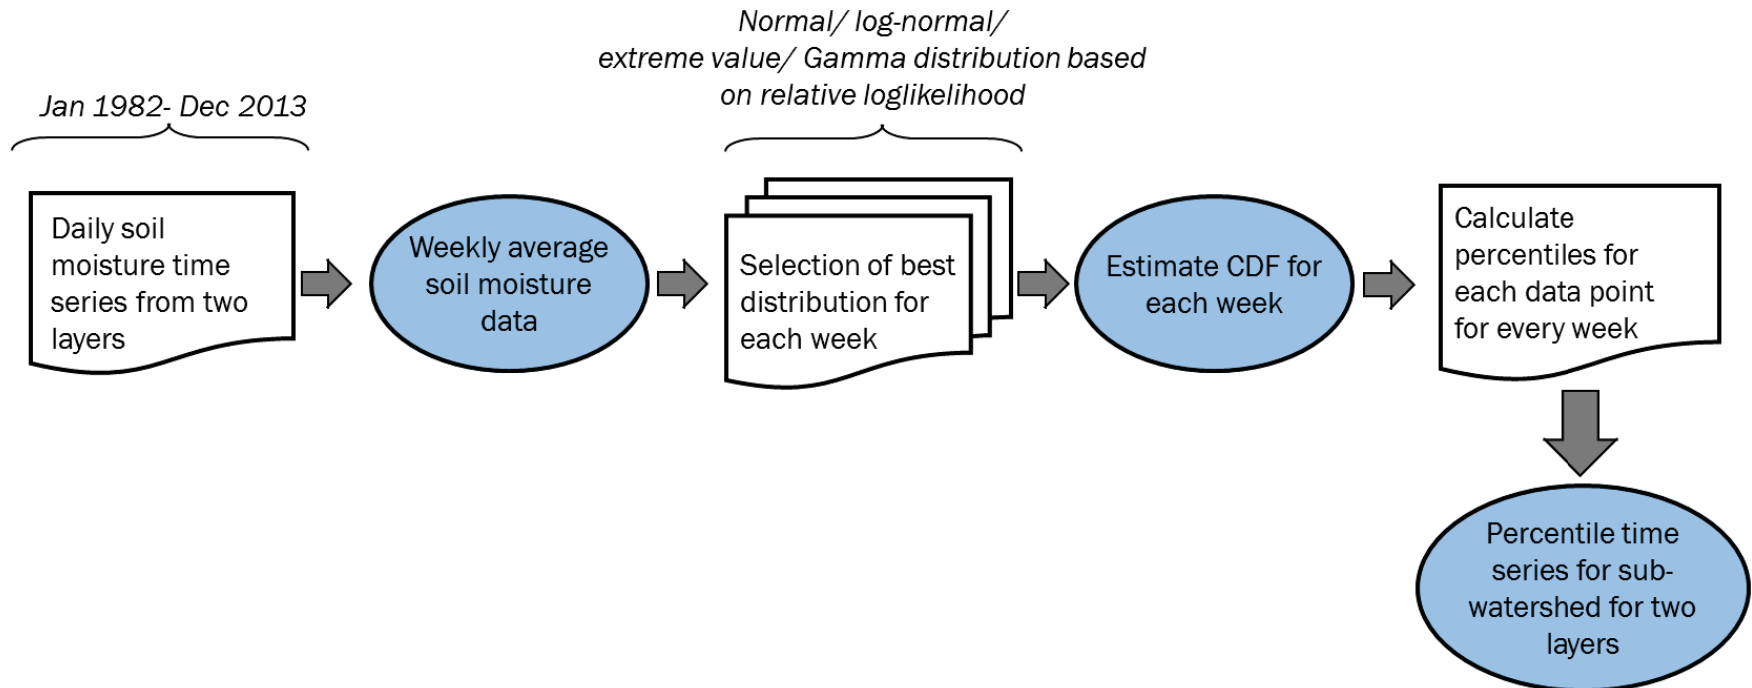 Normal/ log-normal/
extreme value/ Gamma distribution based
on relative loglikelihood
Jan 1982- Dec 2013
Daily soil
moisture time
series from two
layers
Weekly average
soil moisture
data
Selection of best
distribution for
each week
Estimate CDF for
each week
Calculate
percentiles for
each data point
for every week
Percentile time
series for sub-
watershed for two
layers